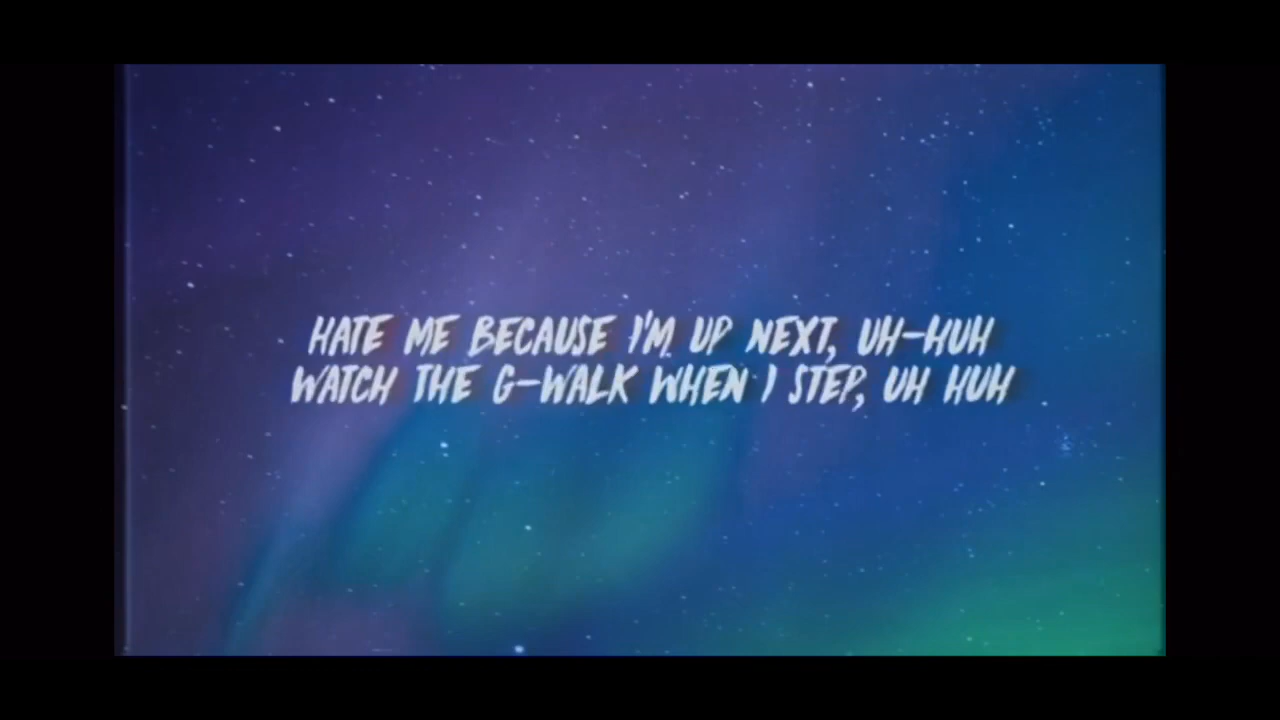 HATE ME BECAUSE I'M UP NEXT, UH-HUH
WATCH THE G-WALK WHEN I STEP, UH HUH